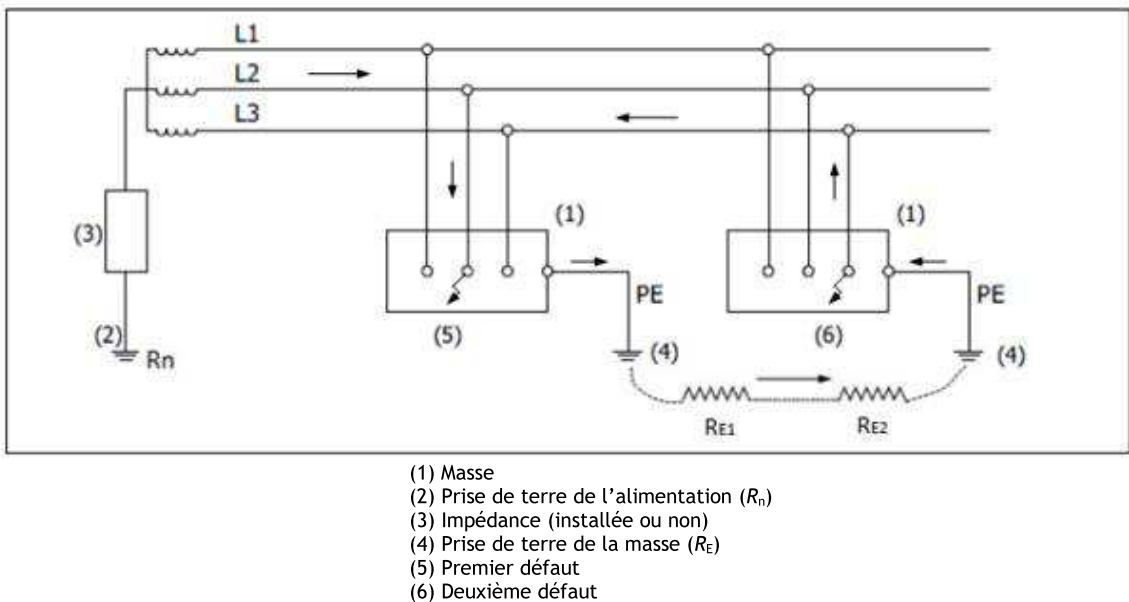 L1
L2
L3
(1)
(1)
(3)
PE
PE
(2)
Rn
(5)
(4)
(6)
(4)
RE1
RE2
(1) Masse
(2) Prise de terre de l’alimentation (Rn)
(3) Impédance (installée ou non)
(4) Prise de terre de la masse (RE)
(5) Premier défaut
(6) Deuxième défaut